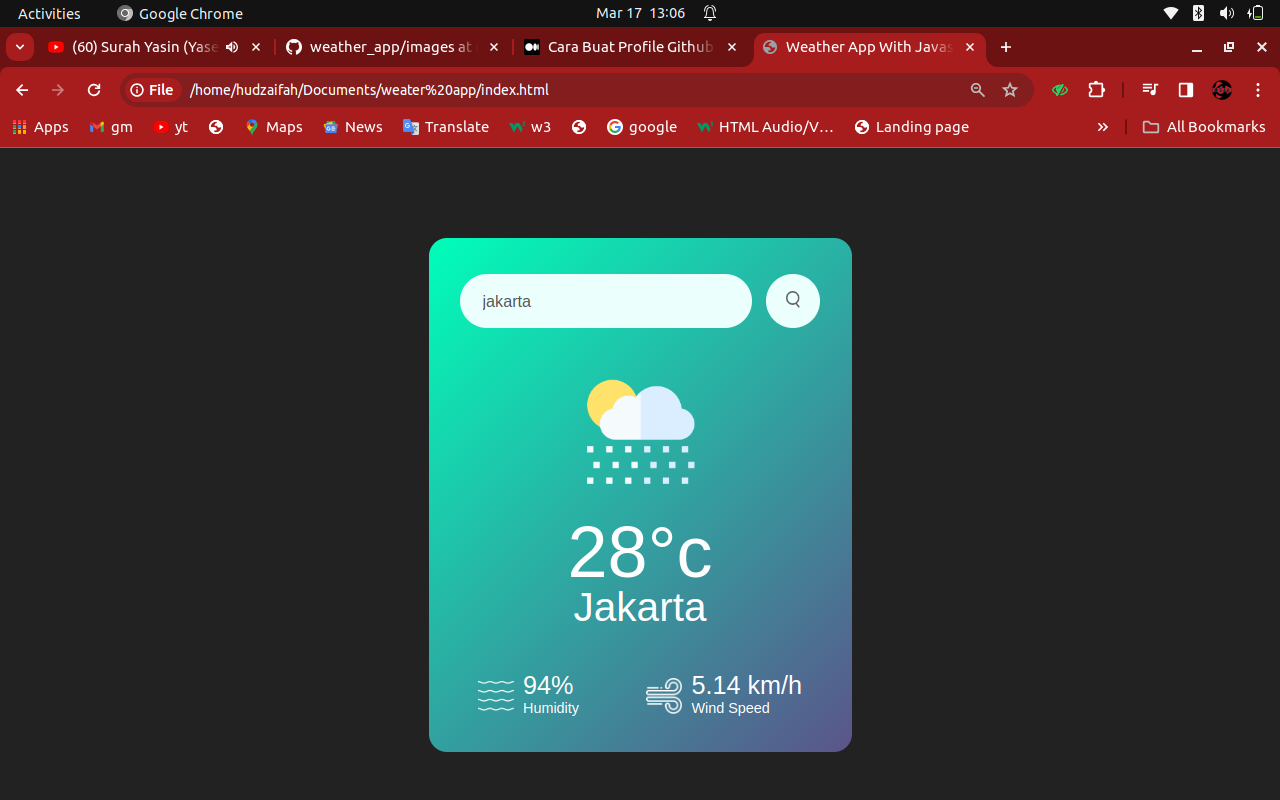 Activities Google Chrome Mar 17 13:06
(60) Surah Yasin (Yase weather_app/images at Cara Buat Profile Github Weather App With Javas
File /home/hudzaifah/Documents/weater%20app/index.html
Apps gm yt Maps News Translate w3 google HTML Audio/V… Landing page » All Bookmarks
jakarta
28°c
Jakarta
94% 5.14 km/h
Humidity Wind Speed